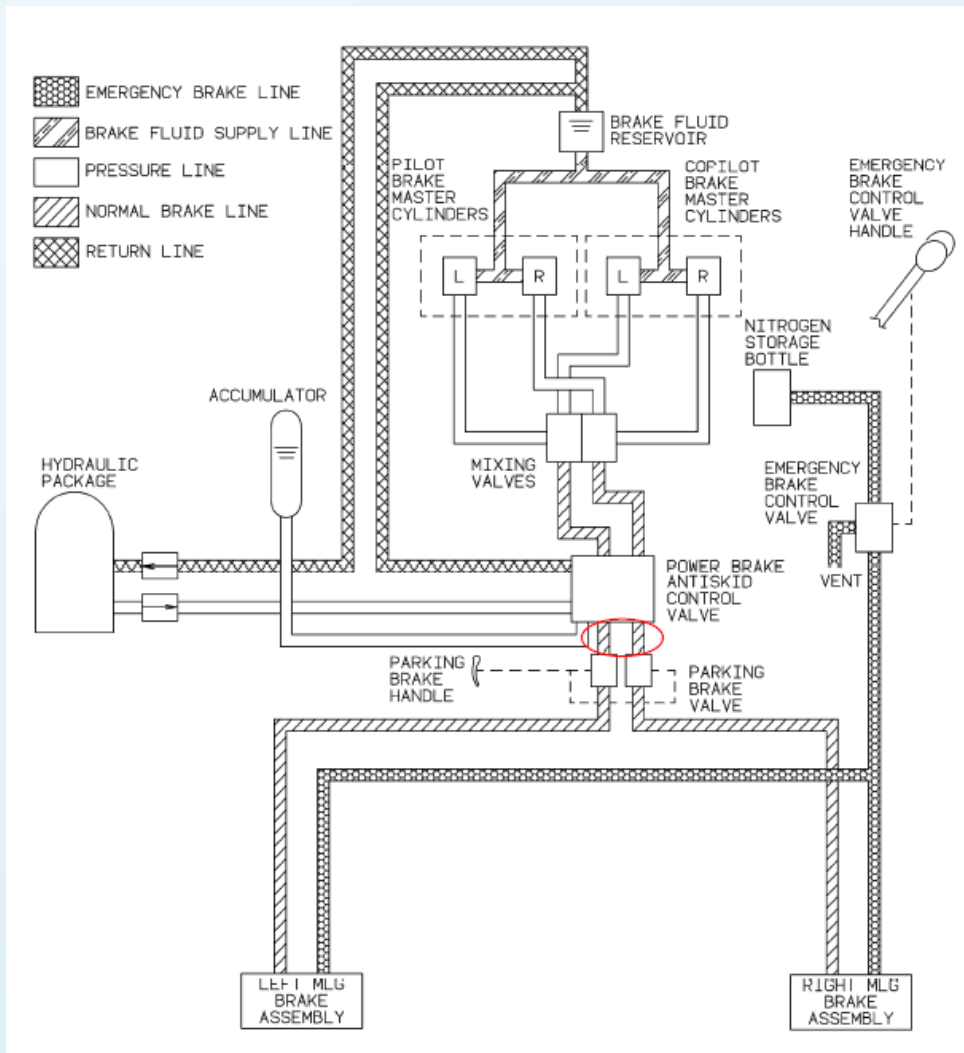 EMERGENCY BRAKE LINE
BRAKE FLUID SUPPLY LINE
PRESSURE LINE
NORMAL BRAKE LINE
RETURN LINE
BRAKE FLUID
RESERVOIR
PILOT
BRAKE
MASTER
CYLINDERS
COPILOT
BRAKE
MASTER
CYLINDERS
EMERGENCY
BRAKE
CONTROL
VALVE
HANDLE
L
R
L
R
NITROGEN
STORAGE
BOTTLE
ACCUMULATOR
MIXING
VALVES
HYDRAULIC
PACKAGE
EMERGENCY
BRAKE
CONTROL
VALVE
VENT
POWER BRAKE
ANTISKID
CONTROL
VALVE
PARKING
BRAKE
HANDLE
PARKING
BRAKE
VALVE
LEFT MLG
BRAKE
ASSEMBLY
RIGHT MLG
BRAKE
ASSEMBLY